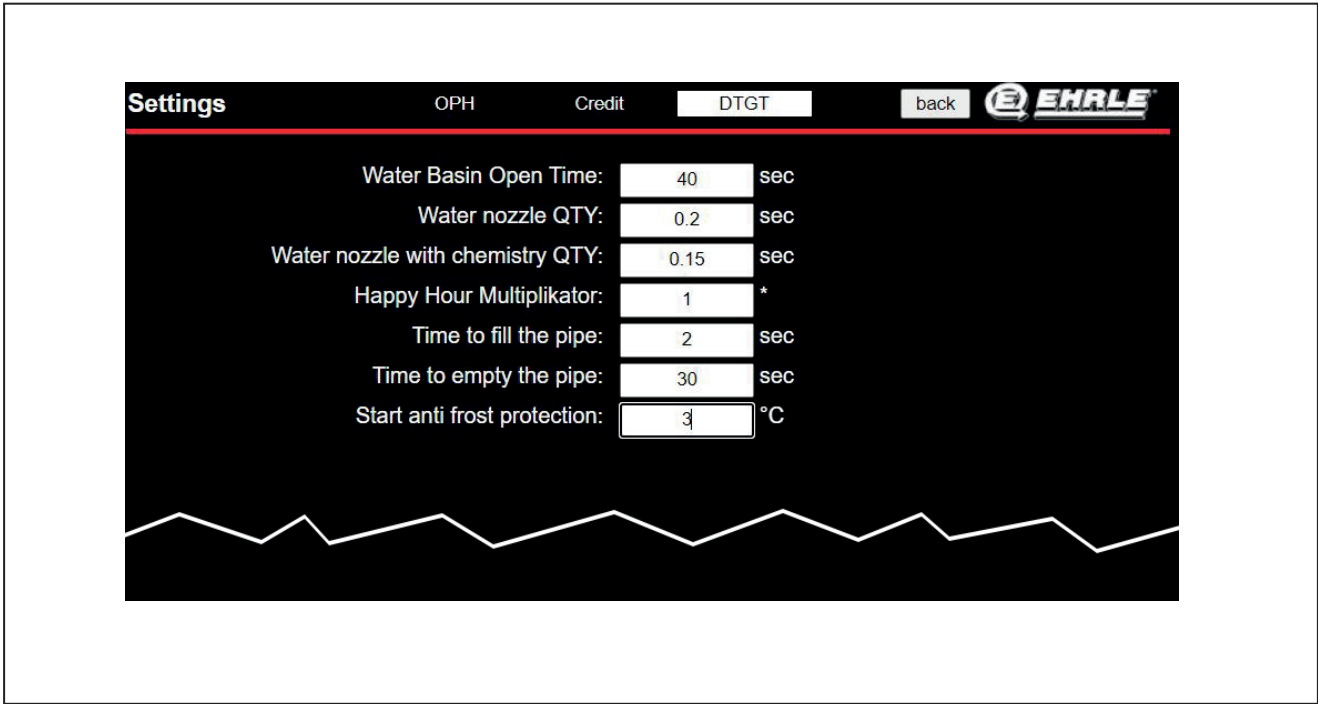 Settings OPH Credit DTGT back E EHRLE
Water Basin Open Time: 40 sec
Water nozzle QTY: 0.2 sec
Water nozzle with chemistry QTY: 0.15 sec
Happy Hour Multiplikator: 1 *
Time to fill the pipe: 2 sec
Time to empty the pipe: 30 sec
Start anti frost protection: 3 °C